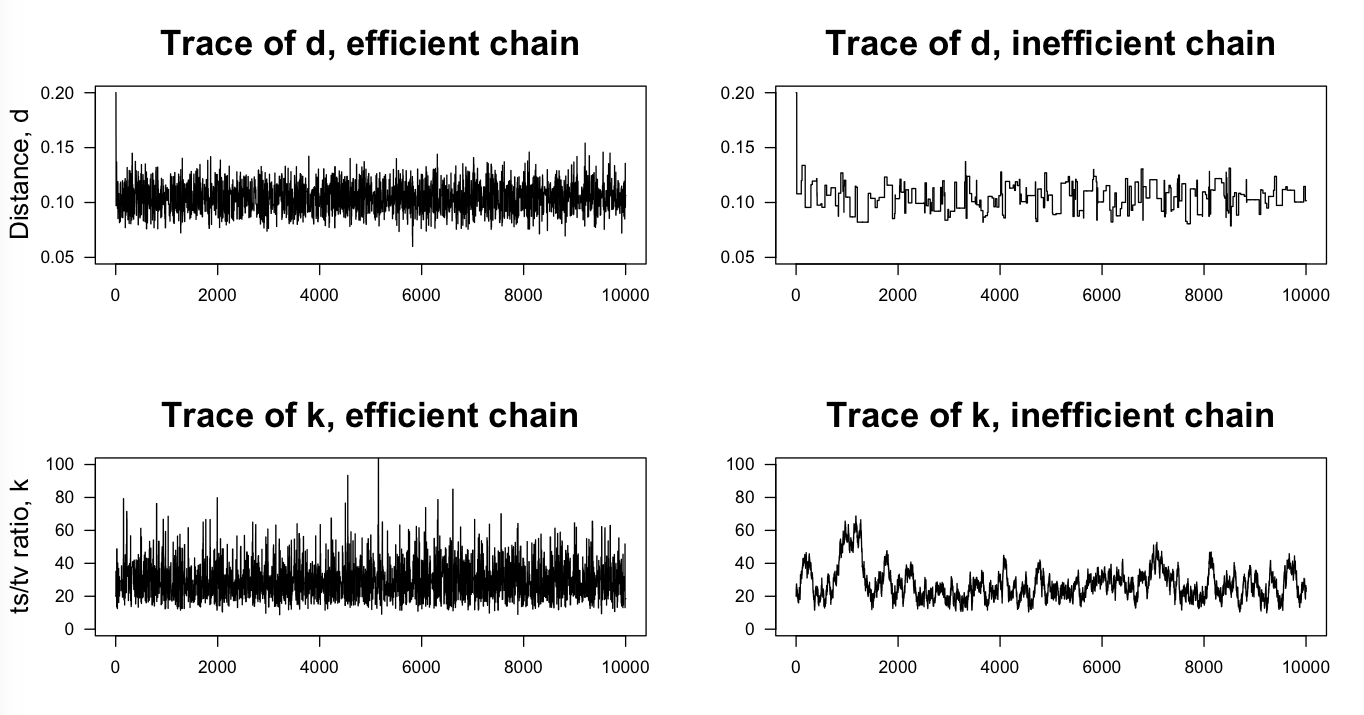 Trace of d, efficient chain
Distance, d
0.20
0.15
0.10
0.05
0 2000 4000 6000 8000 10000
Trace of d, inefficient chain
0.20
0.15
0.10
0.05
0 2000 4000 6000 8000 10000
Trace of k, efficient chain
ts/tv ratio, k
100
80
60
40
20
0
0 2000 4000 6000 8000 10000
Trace of k, inefficient chain
100
80
60
40
20
0
0 2000 4000 6000 8000 10000